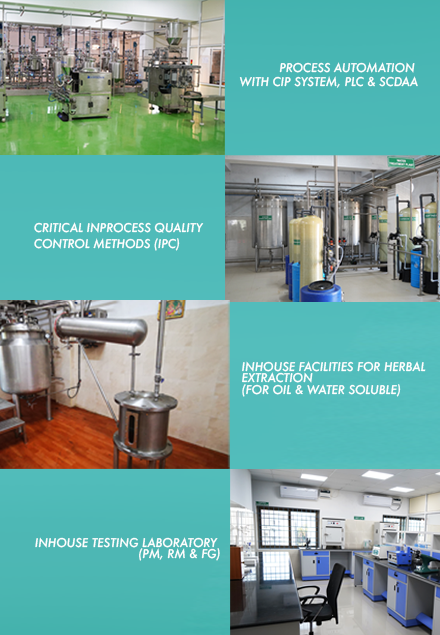 PROCESS AUTOMATION
WITH CIP SYSTEM, PLC & SCDAA
CRITICAL INPROCESS QUALITY
CONTROL METHODS (IPC)
INHOUSE FACILITIES FOR HERBAL
EXTRACTION
(FOR OIL & WATER SOLUBLE)
INHOUSE TESTING LABORATORY
(PM, RM & FG)